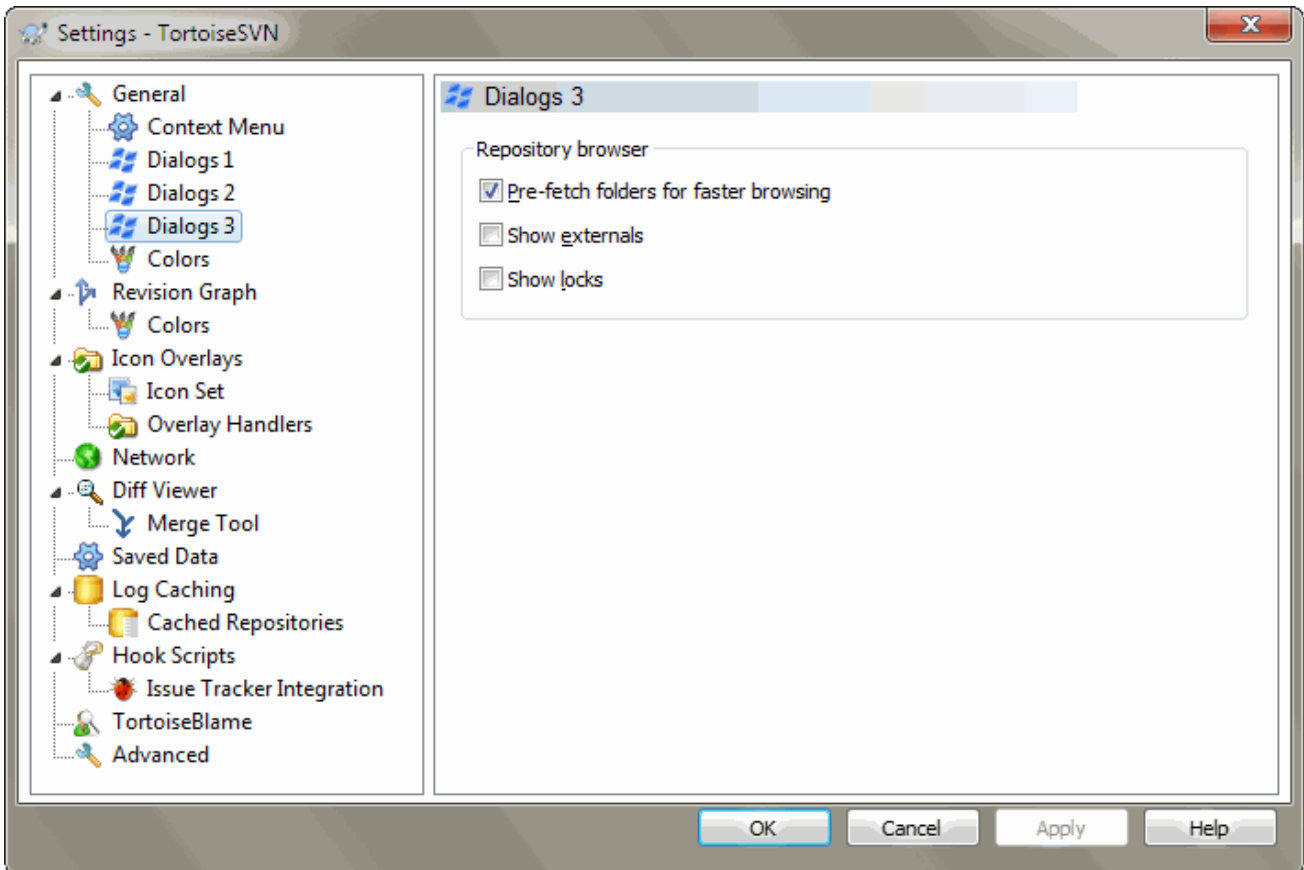 Settings - TortoiseSVN
General
Context Menu
Dialogs 1
Dialogs 2
Dialogs 3
Colors
Revision Graph
Colors
Icon Overlays
Icon Set
Overlay Handlers
Network
Diff Viewer
Merge Tool
Saved Data
Log Caching
Cached Repositories
Hook Scripts
Issue Tracker Integration
TortoiseBlame
Advanced
Dialogs 3
Repository browser
Pre-fetch folders for faster browsing
Show externals
Show locks
OK Cancel Apply Help